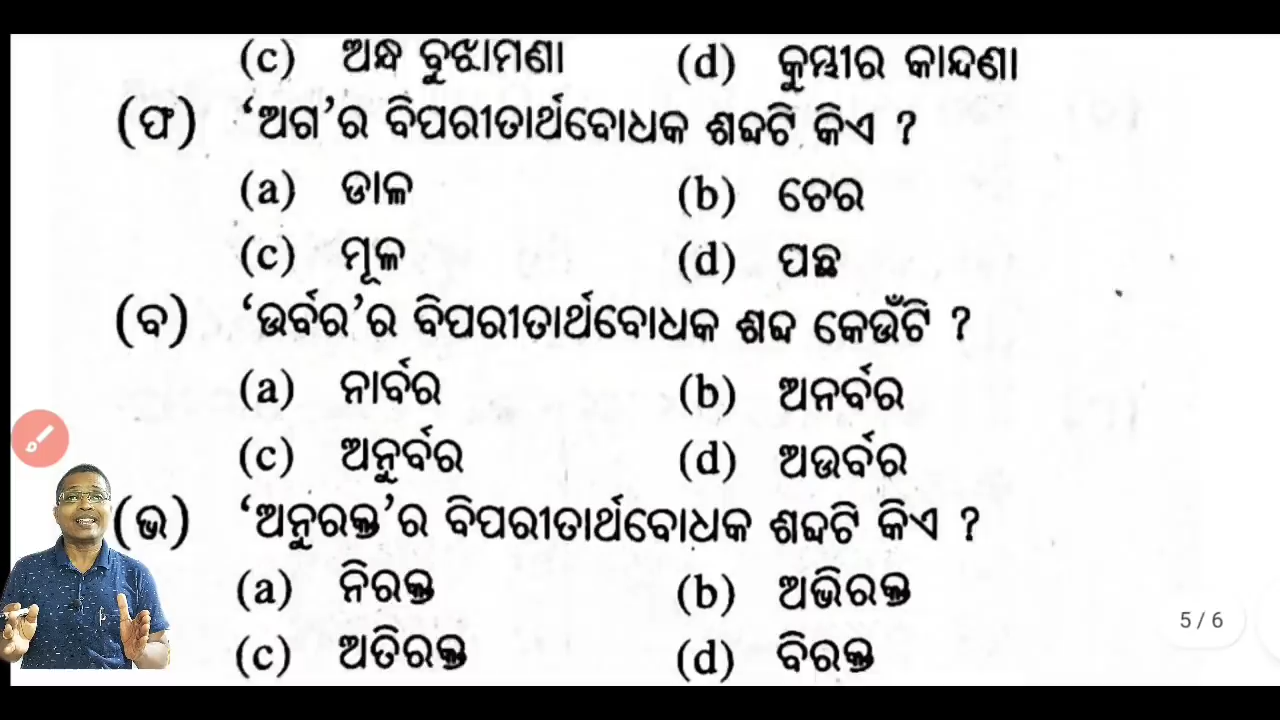 (c) ଅନ୍ଧ ବୁଝାମଣା (d) କୁମ୍ଭୀର କାନ୍ଦଣା
(ଫ) ‘ଅଗ’ର ବିପରୀତାର୍ଥବୋଧକ ଶବ୍ଦଟି କିଏ ?
(a) ଡାଳ (b) ଚେର
(c) ମୂଳ (d) ପଛ
(ବ) ‘ଉର୍ବର’ର ବିପରୀତାର୍ଥବୋଧକ ଶବ୍ଦ କେଉଁଟି ?
(a) ନାର୍ବର (b) ଅନର୍ବର
(c) ଅନୁର୍ବର (d) ଅଉର୍ବର
(ଭ) ‘ଅନୁରକ୍ତ’ର ବିପରୀତାର୍ଥବୋଧକ ଶବ୍ଦଟି କିଏ ?
(a) ନିରକ୍ତ (b) ଅଭିରକ୍ତ
(c) ଅତିରକ୍ତ (d) ବିରକ୍ତ
5 / 6